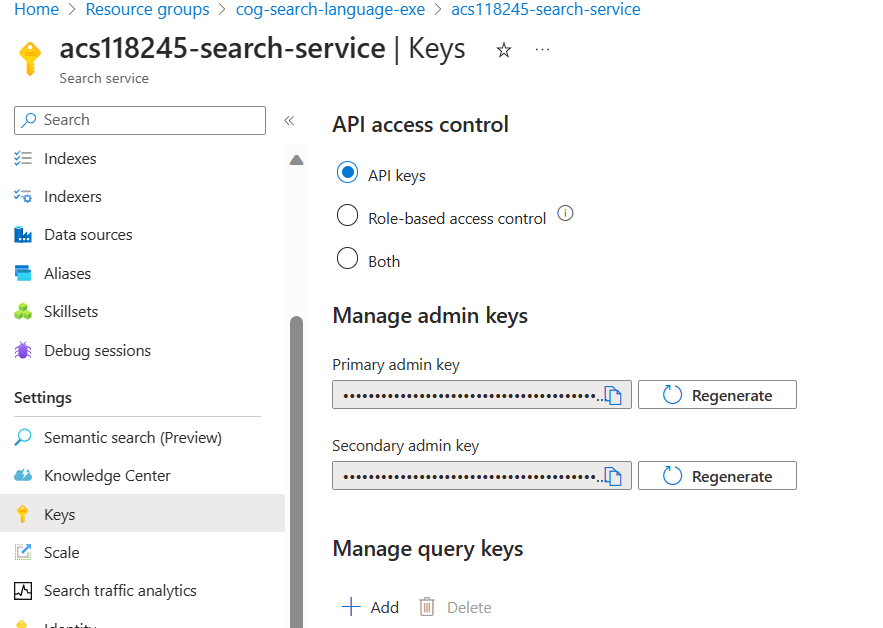 Home > Resource groups > cog-search-language-exe > acs118245-search-service
acs118245-search-service | Keys
Search service
Search
Indexes
Indexers
Data sources
Aliases
Skillsets
Debug sessions
Settings
Semantic search (Preview)
Knowledge Center
Keys
Scale
Search traffic analytics
Identity
API access control
API keys
Role-based access control
Both
Manage admin keys
Primary admin key
Regenerate
Secondary admin key
Regenerate
Manage query keys
Add Delete